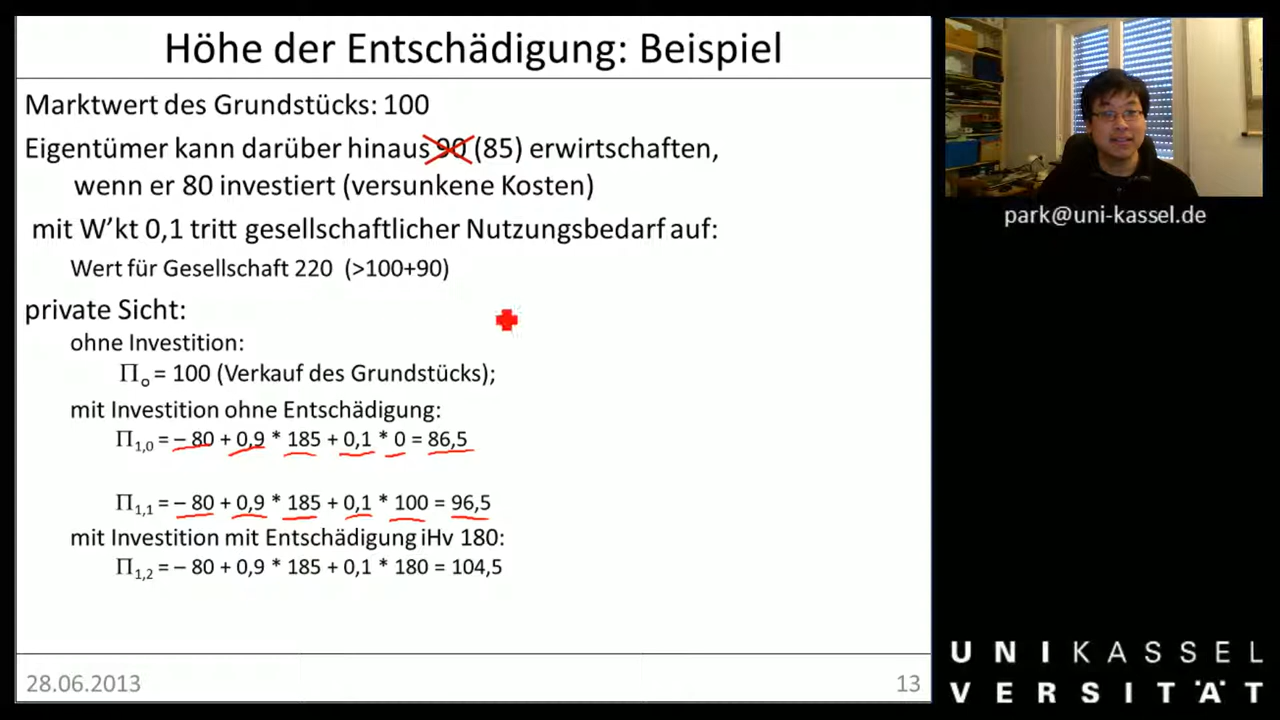 Höhe der Entschädigung: Beispiel
Marktwert des Grundstücks: 100
Eigentümer kann darüber hinaus 90 (85) erwirtschaften,
wenn er 80 investiert (versunkene Kosten)
mit W’kt 0,1 tritt gesellschaftlicher Nutzungsbedarf auf:
Wert für Gesellschaft 220 (>100+90)
private Sicht:
ohne Investition:
Π₀ = 100 (Verkauf des Grundstücks);
mit Investition ohne Entschädigung:
Π₁,₀ = – 80 + 0,9 * 185 + 0,1 * 0 = 86,5
Π₁,₁ = – 80 + 0,9 * 185 + 0,1 * 100 = 96,5
mit Investition mit Entschädigung iHv 180:
Π₁,₂ = – 80 + 0,9 * 185 + 0,1 * 180 = 104,5
28.06.2013
13
park@uni-kassel.de
UNIKASSEL
VERSITÄT